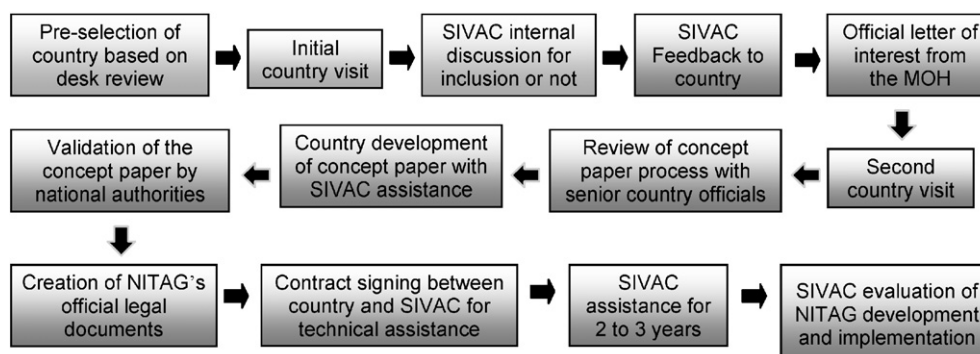 Pre-selection of
country based on
desk review
Initial
country visit
SIVAC internal
discussion for
inclusion or not
SIVAC
Feedback to
country
Official letter of
interest from
the MOH
Second
country visit
Review of concept
paper process with
senior country officials
Country development
of concept paper with
SIVAC assistance
Validation of the
concept paper by
national authorities
Creation of NITAG's
official legal
documents
Contract signing between
country and SIVAC for
technical assistance
SIVAC
assistance for
2 to 3 years
SIVAC evaluation of
NITAG development
and implementation